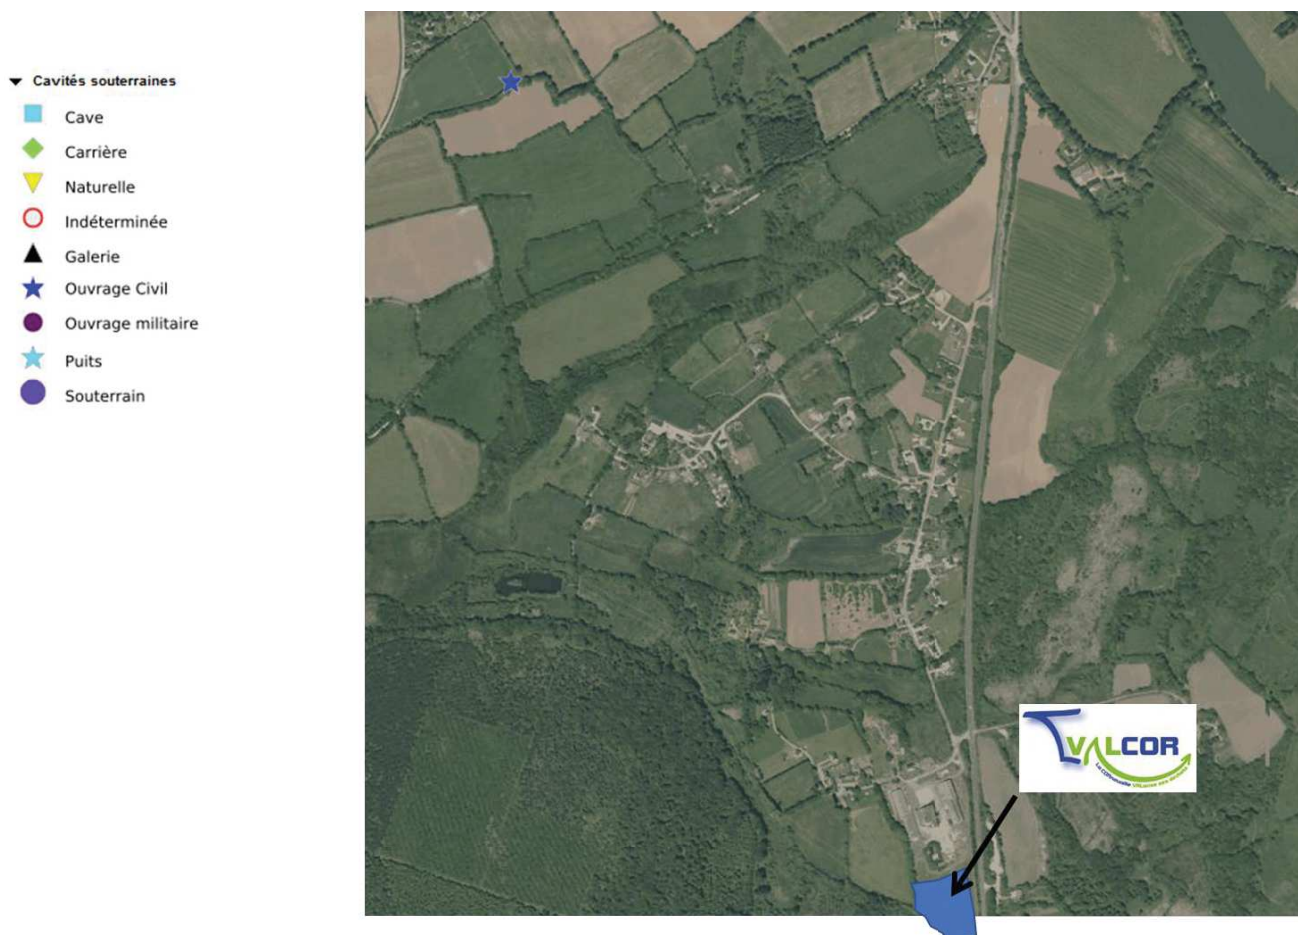 Cavités souterraines
Cave
Carrière
Naturelle
Indéterminée
Galerie
Ouvrage Civil
Ouvrage militaire
Puits
Souterrain
VALCOR